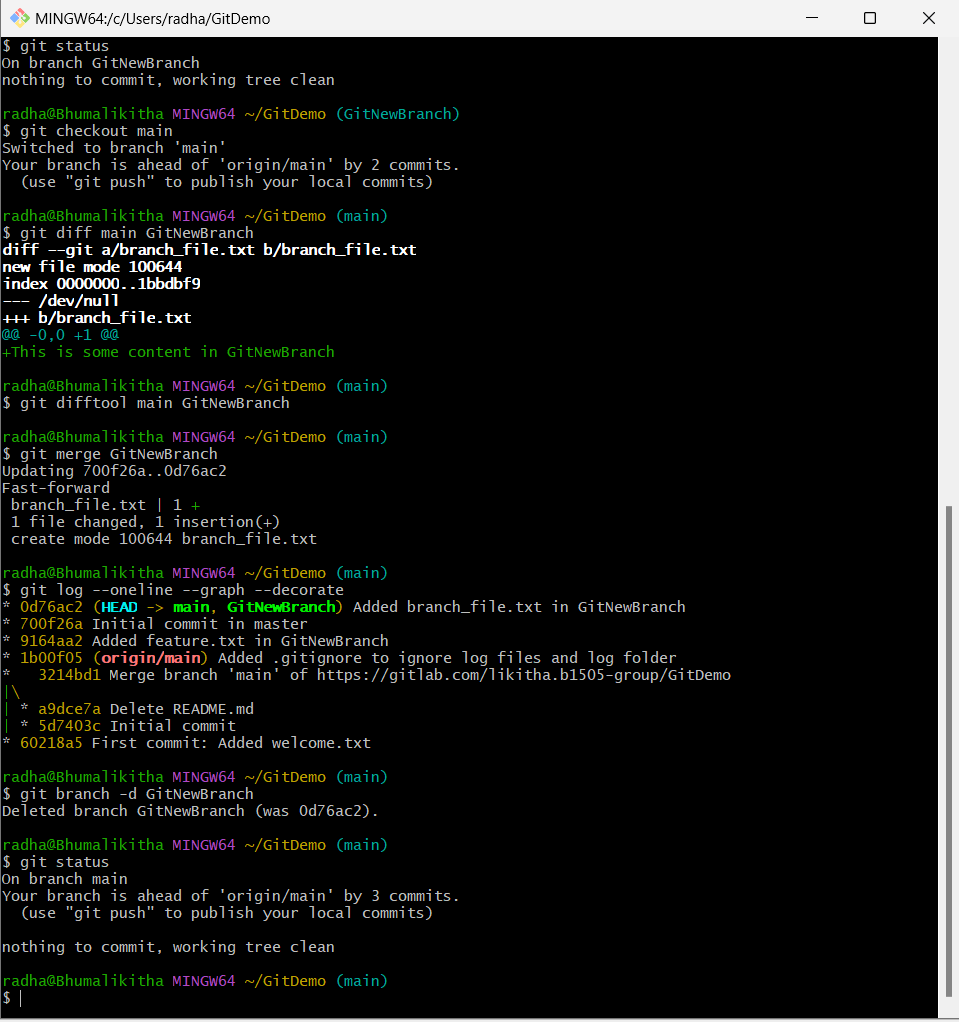 MINGW64:/c/Users/radha/GitDemo
$ git status
On branch GitNewBranch
nothing to commit, working tree clean
radha@Bhumalikitha MINGW64 ~/GitDemo (GitNewBranch)
$ git checkout main
Switched to branch 'main'
Your branch is ahead of 'origin/main' by 2 commits.
  (use "git push" to publish your local commits)
radha@Bhumalikitha MINGW64 ~/GitDemo (main)
$ git diff main GitNewBranch
diff --git a/branch_file.txt b/branch_file.txt
new file mode 100644
index 0000000..1bbdbf9
--- /dev/null
+++ b/branch_file.txt
@@ -0,0 +1 @@
+This is some content in GitNewBranch
radha@Bhumalikitha MINGW64 ~/GitDemo (main)
$ git difftool main GitNewBranch
radha@Bhumalikitha MINGW64 ~/GitDemo (main)
$ git merge GitNewBranch
Updating 700f26a..0d76ac2
Fast-forward
 branch_file.txt | 1 +
 1 file changed, 1 insertion(+)
 create mode 100644 branch_file.txt
radha@Bhumalikitha MINGW64 ~/GitDemo (main)
$ git log --oneline --graph --decorate
* 0d76ac2 (HEAD -> main, GitNewBranch) Added branch_file.txt in GitNewBranch
* 700f26a Initial commit in master
* 9164aa2 Added feature.txt in GitNewBranch
* 1b00f05 (origin/main) Added .gitignore to ignore log files and log folder
*   3214bd1 Merge branch 'main' of https://gitlab.com/likitha.b1505-group/GitDemo
|\
| * a9dce7a Delete README.md
| * 5d7403c Initial commit
* 60218a5 First commit: Added welcome.txt
radha@Bhumalikitha MINGW64 ~/GitDemo (main)
$ git branch -d GitNewBranch
Deleted branch GitNewBranch (was 0d76ac2).
radha@Bhumalikitha MINGW64 ~/GitDemo (main)
$ git status
On branch main
Your branch is ahead of 'origin/main' by 3 commits.
  (use "git push" to publish your local commits)
nothing to commit, working tree clean
radha@Bhumalikitha MINGW64 ~/GitDemo (main)
$